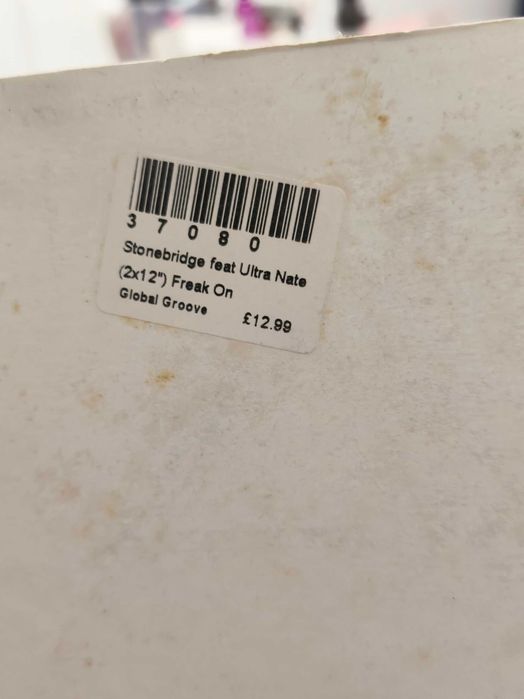 37080
Stonebridge feat Ultra Nate
(2x12") Freak On
Global Groove £12.99